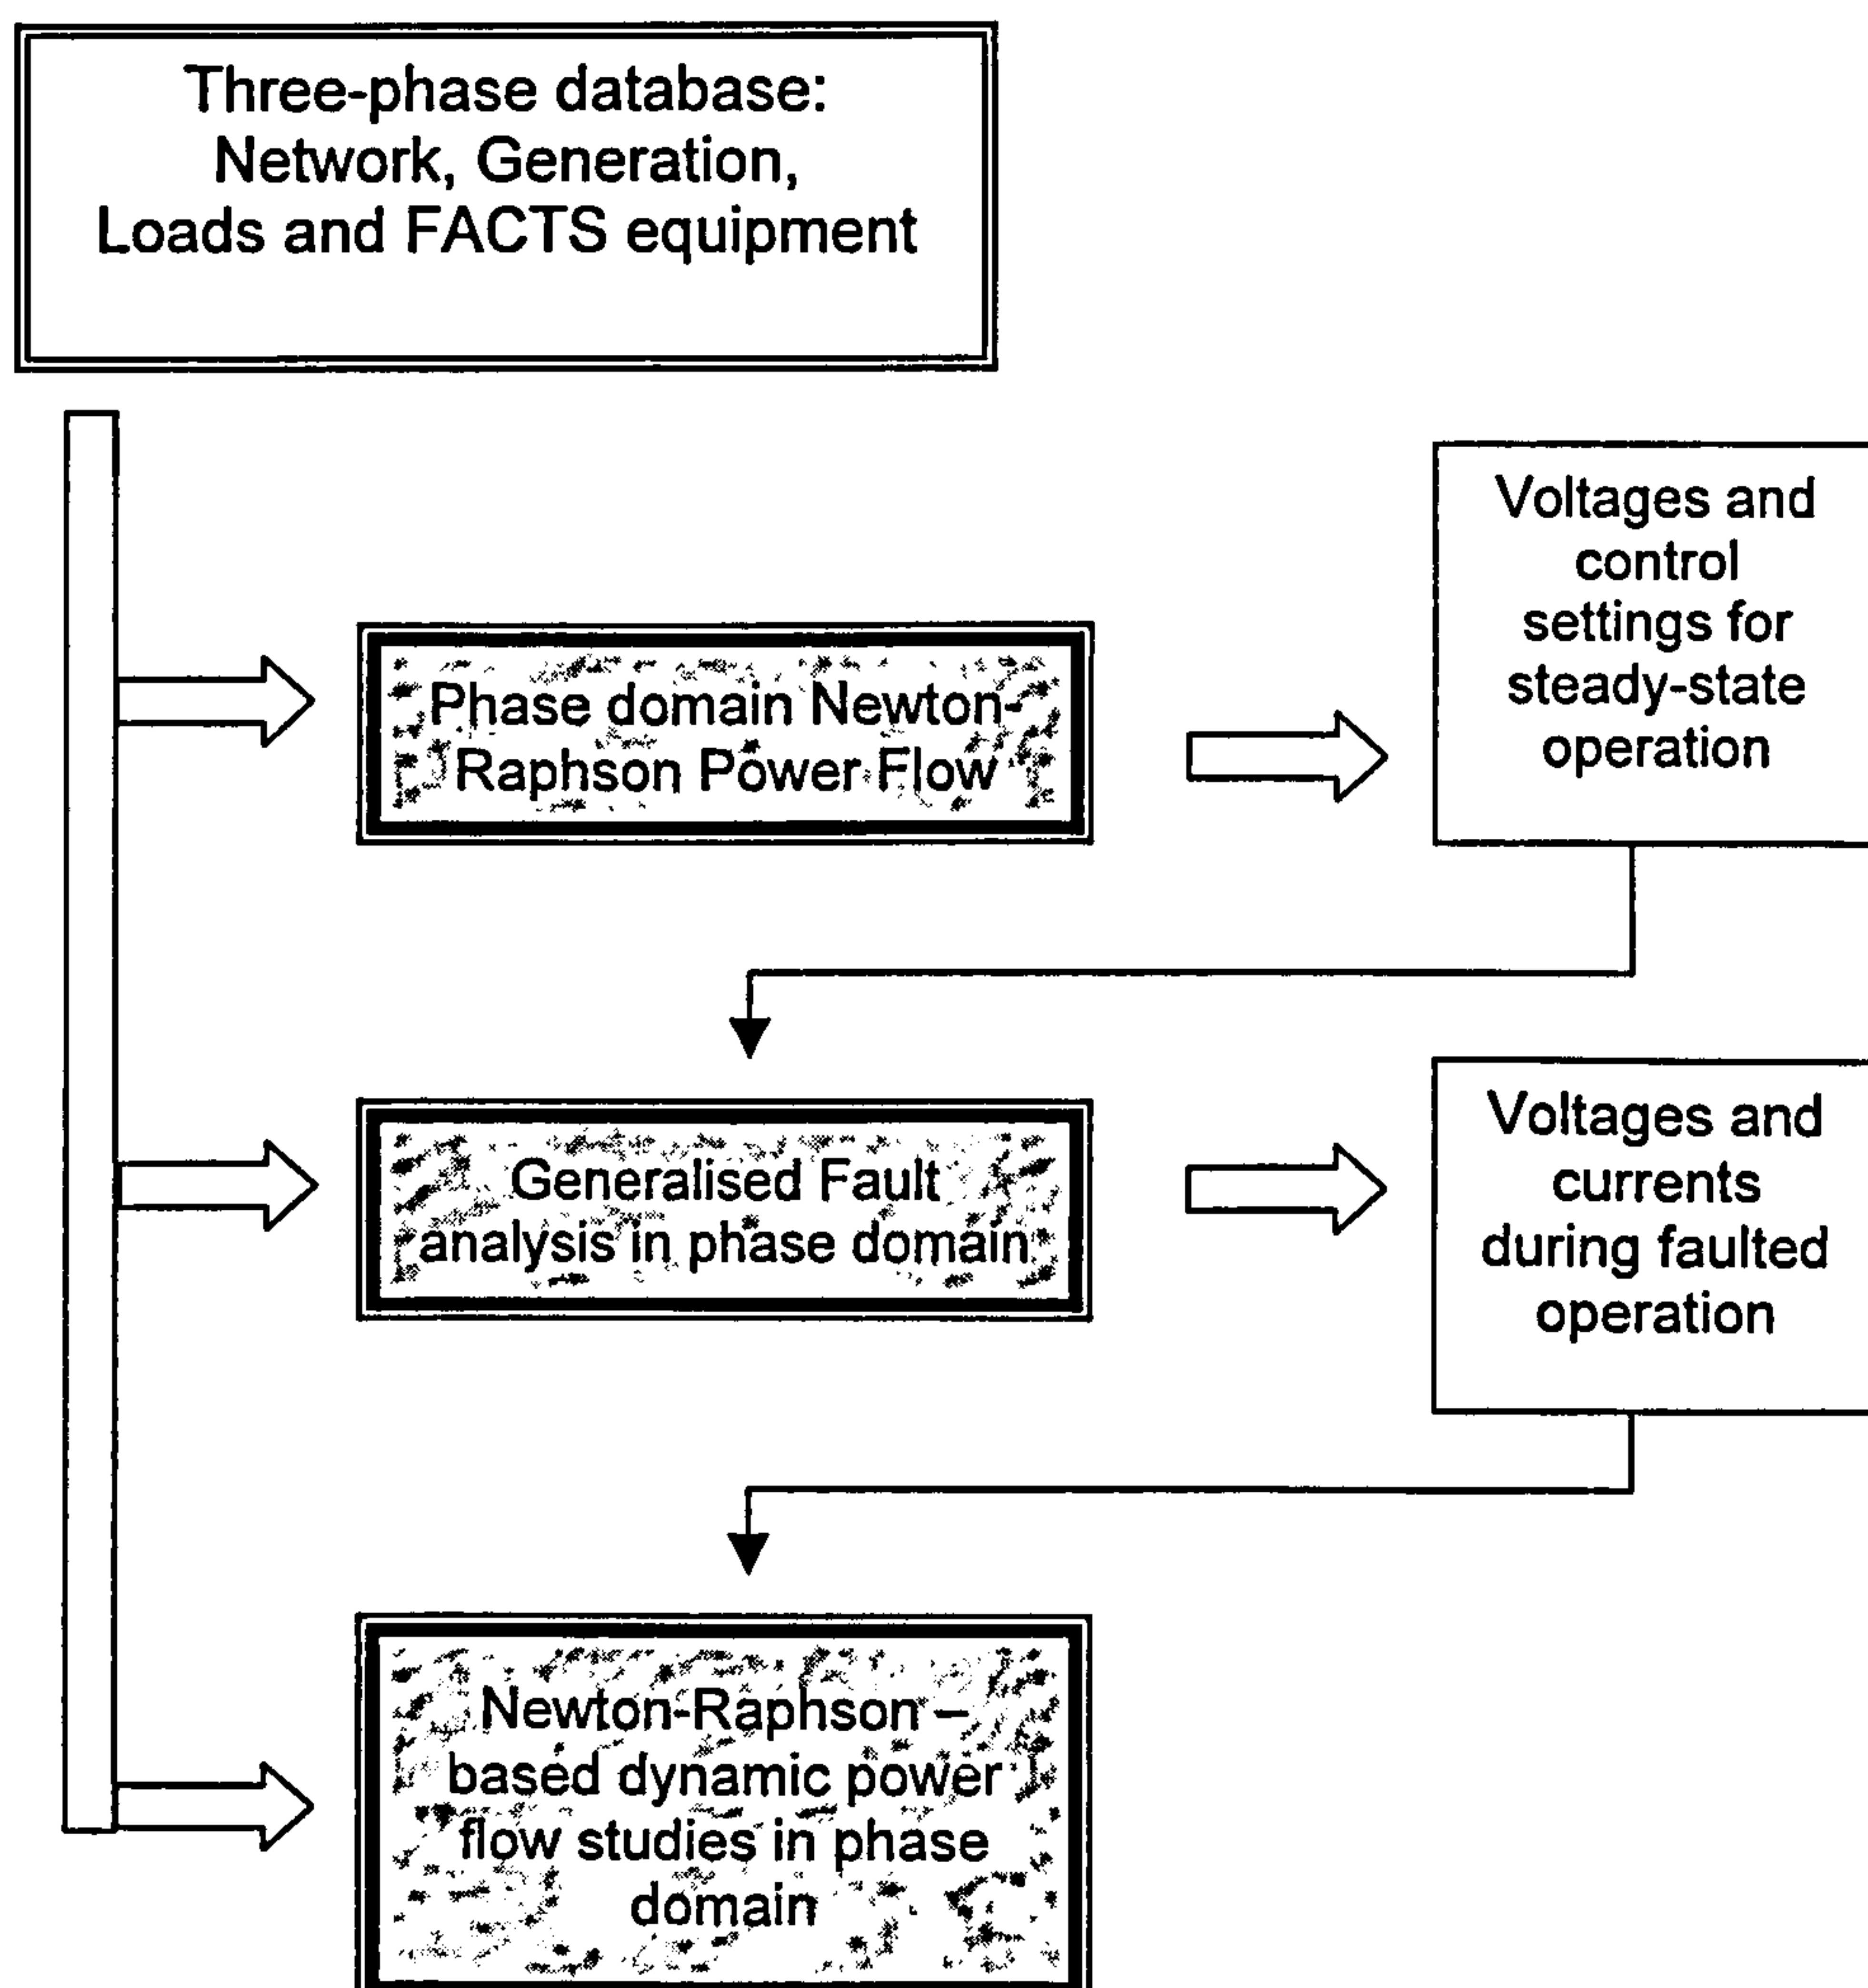 Three-phase database:
Network, Generation,
Loads and FACTS equipment
Voltages and
control
settings for
steady-state
operation
Phase domain Newton-
Raphson Power Flow
Generalised Fault
analysis in phase domain
Voltages and
currents
during faulted
operation
Newton-Raphson –
based dynamic power
flow studies in phase
domain